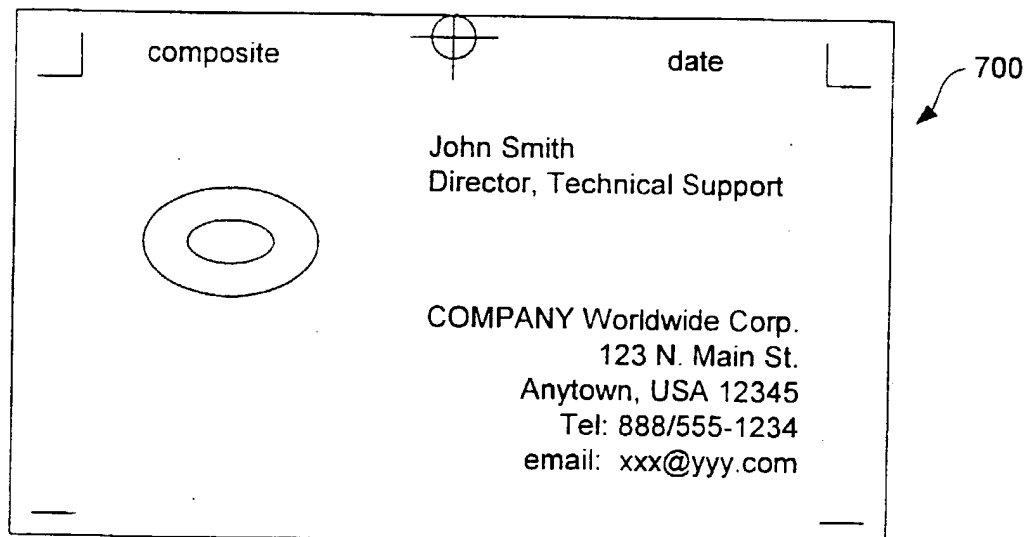 composite
date
700
John Smith
Director, Technical Support
COMPANY Worldwide Corp.
123 N. Main St.
Anytown, USA 12345
Tel: 888/555-1234
email: xxx@yyy.com